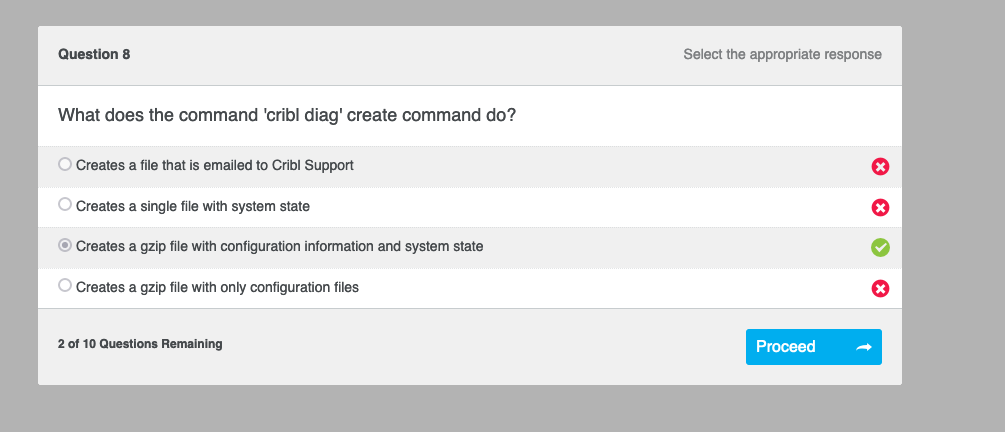 Question 8
Select the appropriate response
What does the command 'cribl diag' create command do?
Creates a file that is emailed to Cribl Support
Creates a single file with system state
Creates a gzip file with configuration information and system state
Creates a gzip file with only configuration files
2 of 10 Questions Remaining
Proceed